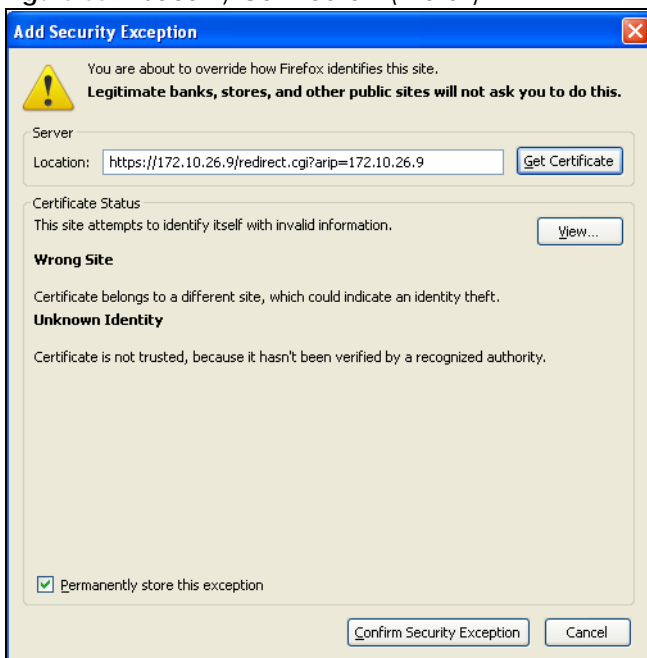 Add Security Exception
You are about to override how Firefox identifies this site.
Legitimate banks, stores, and other public sites will not ask you to do this.
Server
Location: https://172.10.26.9/redirect.cgi?arip=172.10.26.9 Get Certificate
Certificate Status
This site attempts to identify itself with invalid information. View...
Wrong Site
Certificate belongs to a different site, which could indicate an identity theft.
Unknown Identity
Certificate is not trusted, because it hasn't been verified by a recognized authority.
Permanently store this exception
Confirm Security Exception Cancel